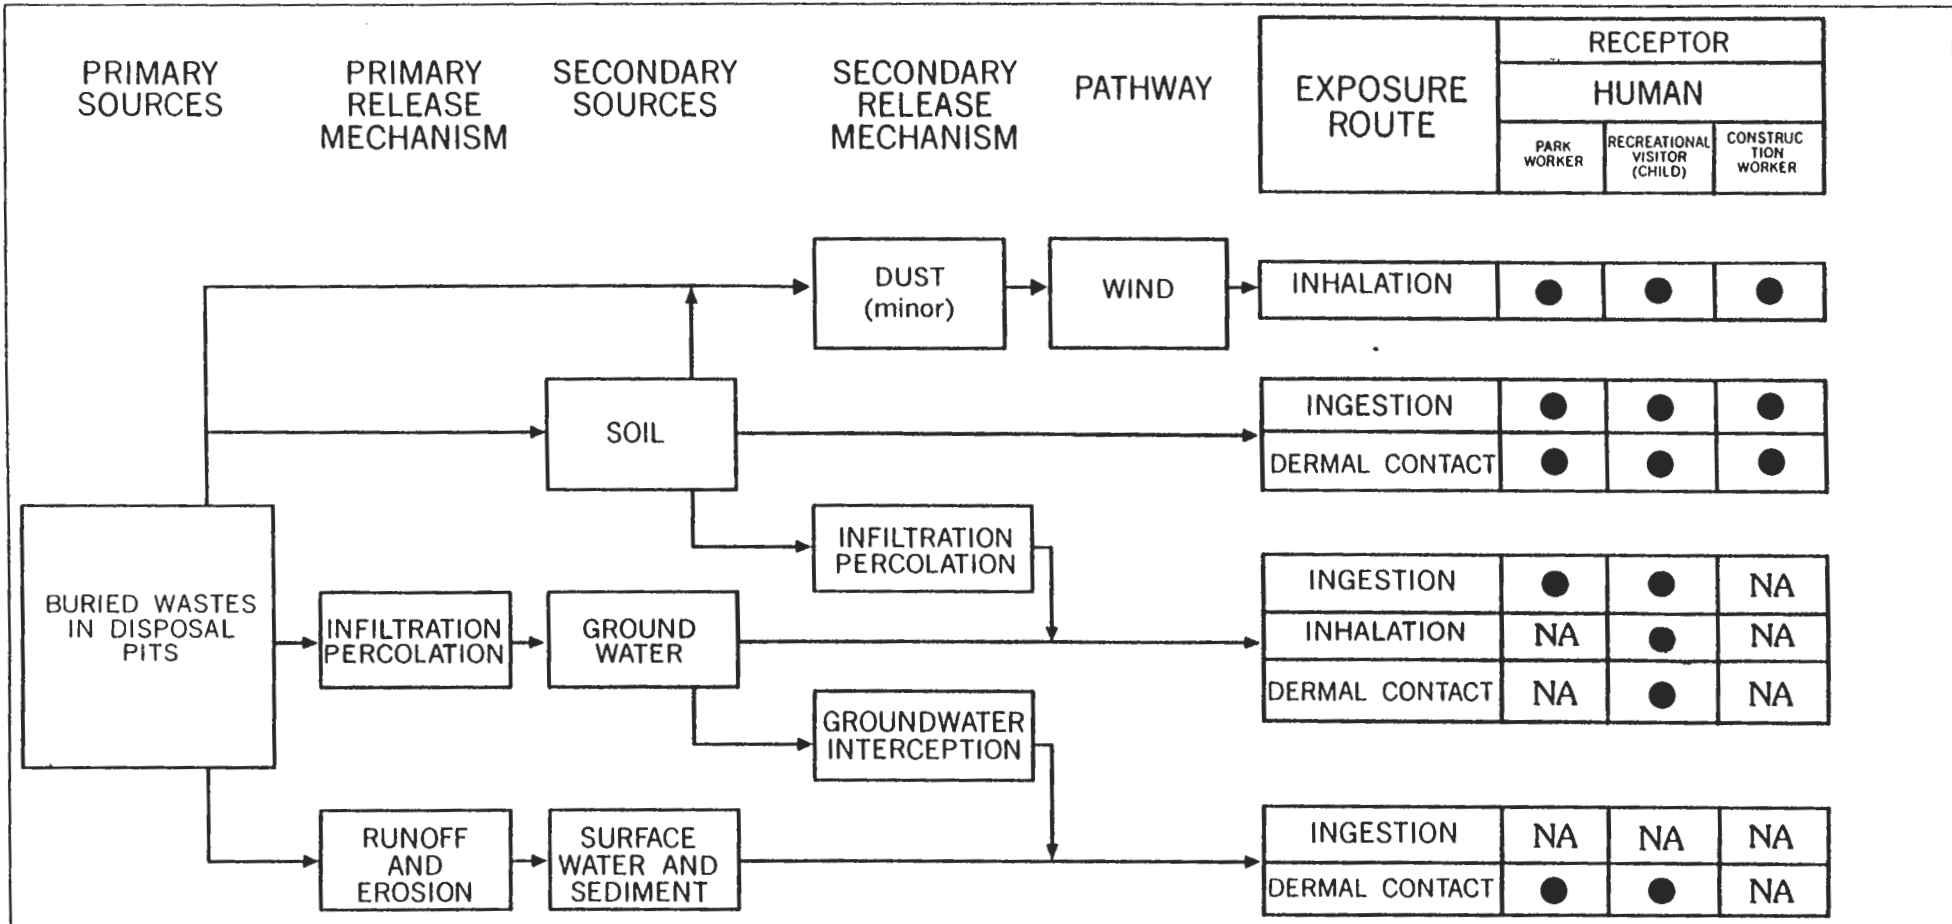 PRIMARY
SOURCES
PRIMARY
RELEASE
MECHANISM
SECONDARY
SOURCES
SECONDARY
RELEASE
MECHANISM
PATHWAY
EXPOSURE
ROUTE
RECEPTOR
HUMAN
PARK
WORKER
RECREATIONAL
VISITOR
(CHILD)
CONSTRUC
TION
WORKER
DUST
(minor)
WIND
INHALATION
SOIL
INGESTION
DERMAL CONTACT
INFILTRATION
PERCOLATION
BURIED WASTES
IN DISPOSAL
PITS
INFILTRATION
PERCOLATION
GROUND
WATER
INGESTION NA
INHALATION NA NA
DERMAL CONTACT NA NA
GROUNDWATER
INTERCEPTION
RUNOFF
AND
EROSION
SURFACE
WATER AND
SEDIMENT
INGESTION NA NA NA
DERMAL CONTACT NA